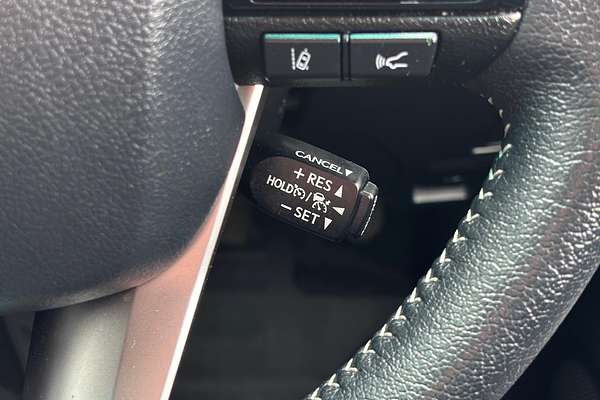 CANCEL▼
+ RES ▲
HOLD /
− SET ▼